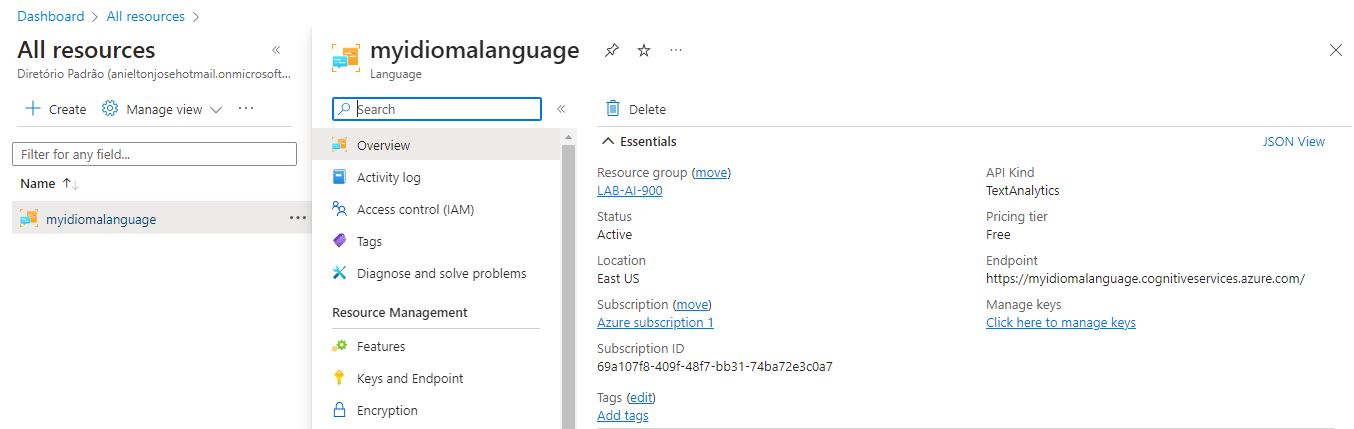 Dashboard > All resources >
All resources «
Diretório Padrão (anieltonjosehotmail.onmicrosoft...
+ Create Manage view ···
Filter for any field...
Name ↑↓
myidiomalanguage ···
myidiomalanguage ···
Language
Search «
Overview
Activity log
Access control (IAM)
Tags
Diagnose and solve problems
Resource Management
Features
Keys and Endpoint
Encryption
Delete
Essentials JSON View
Resource group (move)
LAB-AI-900
Status
Active
Location
East US
Subscription (move)
Azure subscription 1
Subscription ID
69a107f8-409f-48f7-bb31-74ba72e3c0a7
Tags (edit)
Add tags
API Kind
TextAnalytics
Pricing tier
Free
Endpoint
https://myidiomalanguage.cognitiveservices.azure.com/
Manage keys
Click here to manage keys